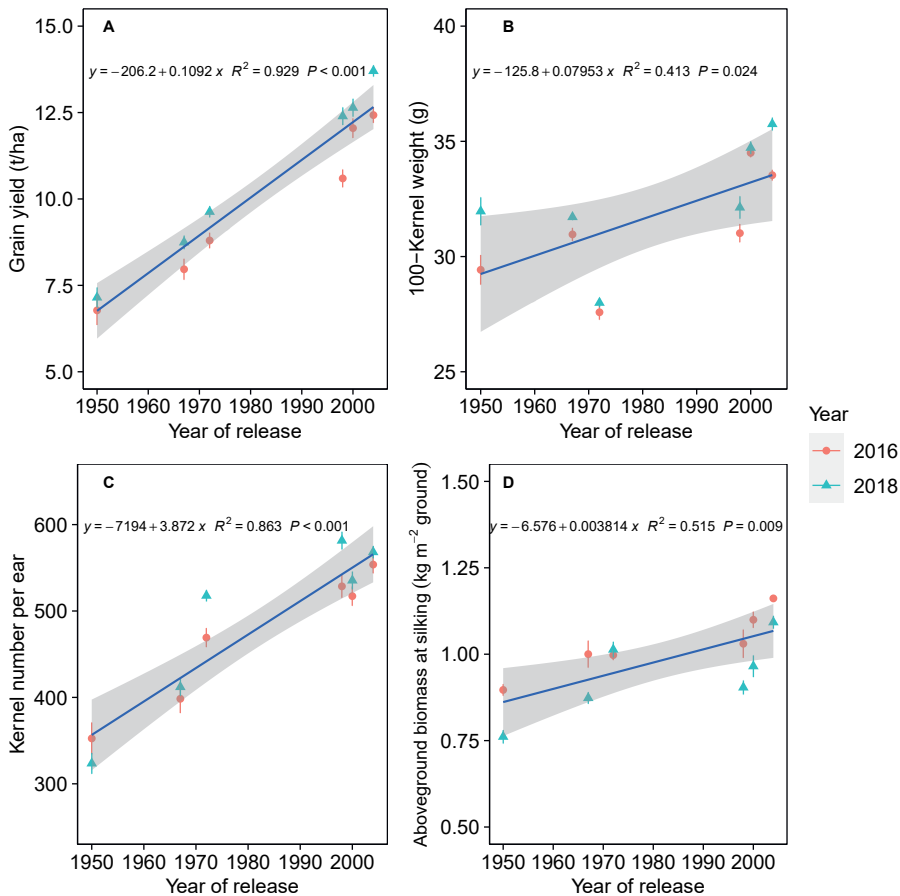 A
y = −206.2 + 0.1092 x R² = 0.929 P < 0.001
15.0
12.5
10.0
7.5
5.0
Grain yield (t/ha)
1950 1960 1970 1980 1990 2000
Year of release
B
y = −125.8 + 0.07953 x R² = 0.413 P = 0.024
40
35
30
25
100−Kernel weight (g)
1950 1960 1970 1980 1990 2000
Year of release
C
y = −7194 + 3.872 x R² = 0.863 P < 0.001
600
500
400
300
Kernel number per ear
1950 1960 1970 1980 1990 2000
Year of release
D
y = −6.576 + 0.003814 x R² = 0.515 P = 0.009
1.50
1.25
1.00
0.75
0.50
Aboveground biomass at silking (kg m⁻² ground)
1950 1960 1970 1980 1990 2000
Year of release
Year
2016
2018